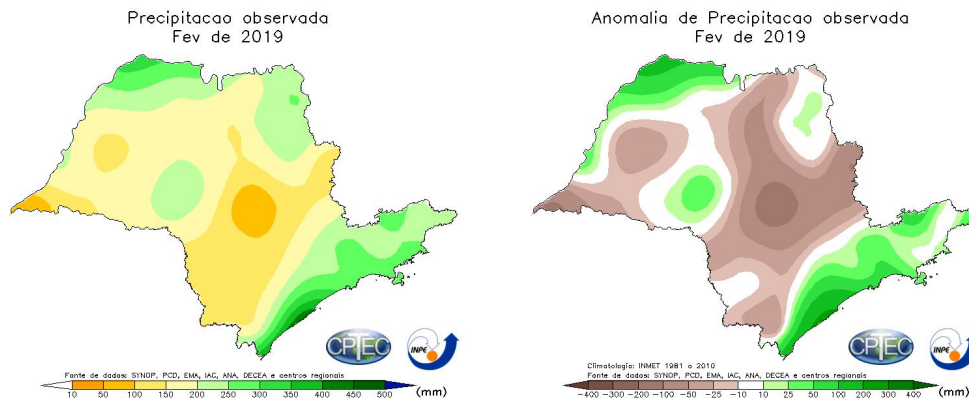 Precipitacao observada
Fev de 2019
CPTEC
INPE
Fonte de dados: SYNOP, PCD, EMA, IAC, ANA, DECEA e centros regionais
10 50 100 150 200 250 300 350 400 450 500 (mm)
Anomalia de Precipitacao observada
Fev de 2019
CPTEC
INPE
Climatologia: INMET 1981 a 2010
Fonte de dados: SYNOP, PCD, EMA, IAC, ANA, DECEA e centros regionais
-400 -300 -200 -100 -50 -25 -10 10 25 50 100 200 300 400 (mm)